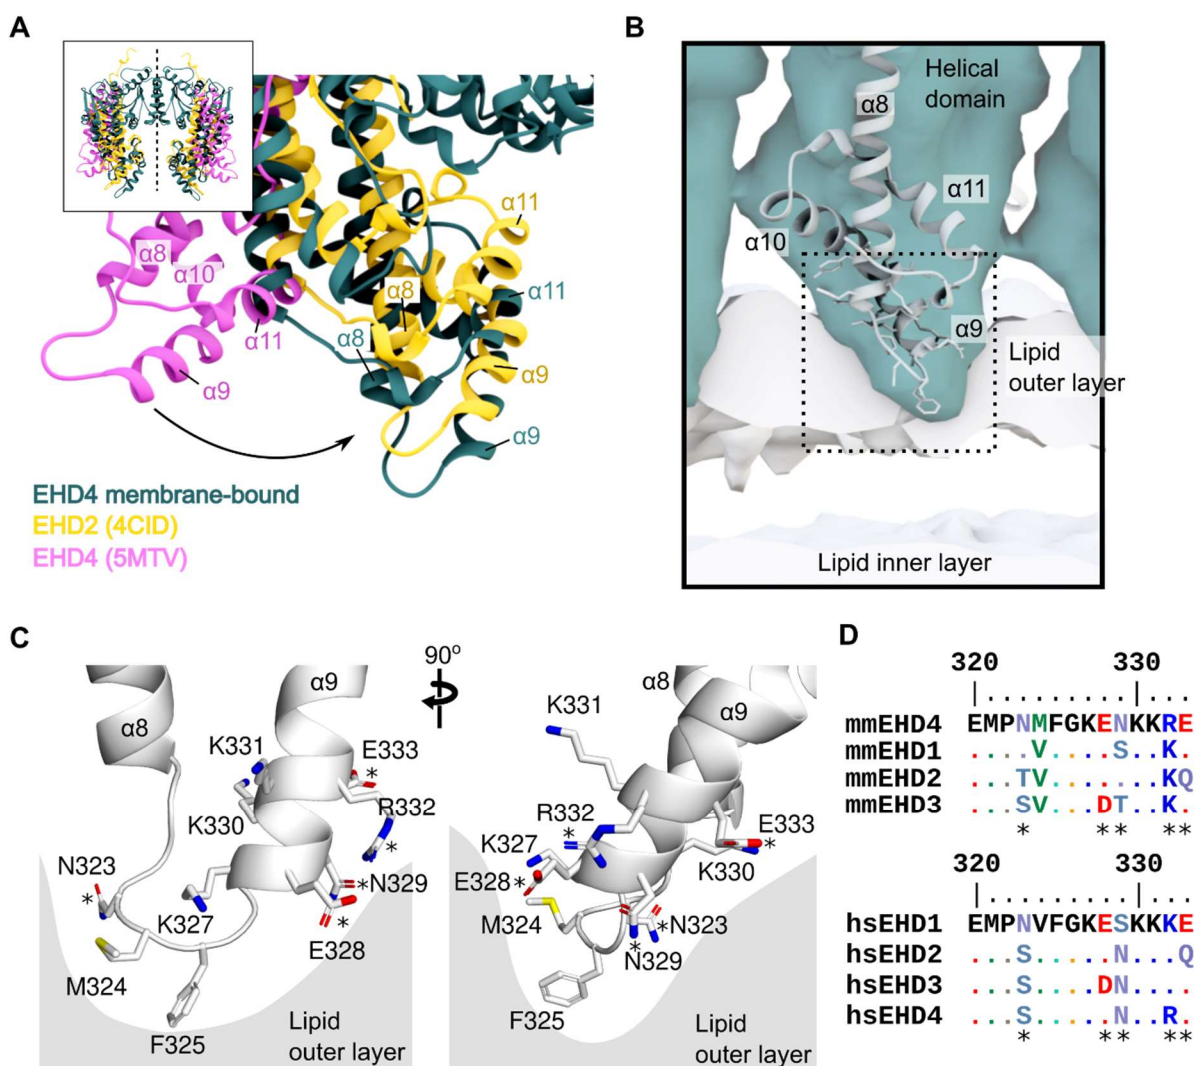 A
α8
α10
α11
α9
α11
α11
α8
α8
α9
α9
EHD4 membrane-bound
EHD2 (4CID)
EHD4 (5MTV)
B
Helical
domain
α8
α11
α10
α9
Lipid
outer layer
Lipid inner layer
C
α8
α9
K331
E333
*
R332
*
K330
N323
*
K327
*N329
*
E328
M324
F325
Lipid
outer layer
90°
α8
α9
K331
R332
*
K327
E333
*
E328*
K330
M324
*N323
*
N329
F325
Lipid
outer layer
D
320 330
mmEHD4 EMPNMFGKENKKRE
mmEHD1 ....V....S..K.
mmEHD2 ...TV.......KQ
mmEHD3 ...SV...DT..K.
* ** **
320 330
hsEHD1 EMPNVFGKESKKKE
hsEHD2 ...S.....N...Q
hsEHD3 ...S....DN....
hsEHD4 ...S.....N..R.
* ** **